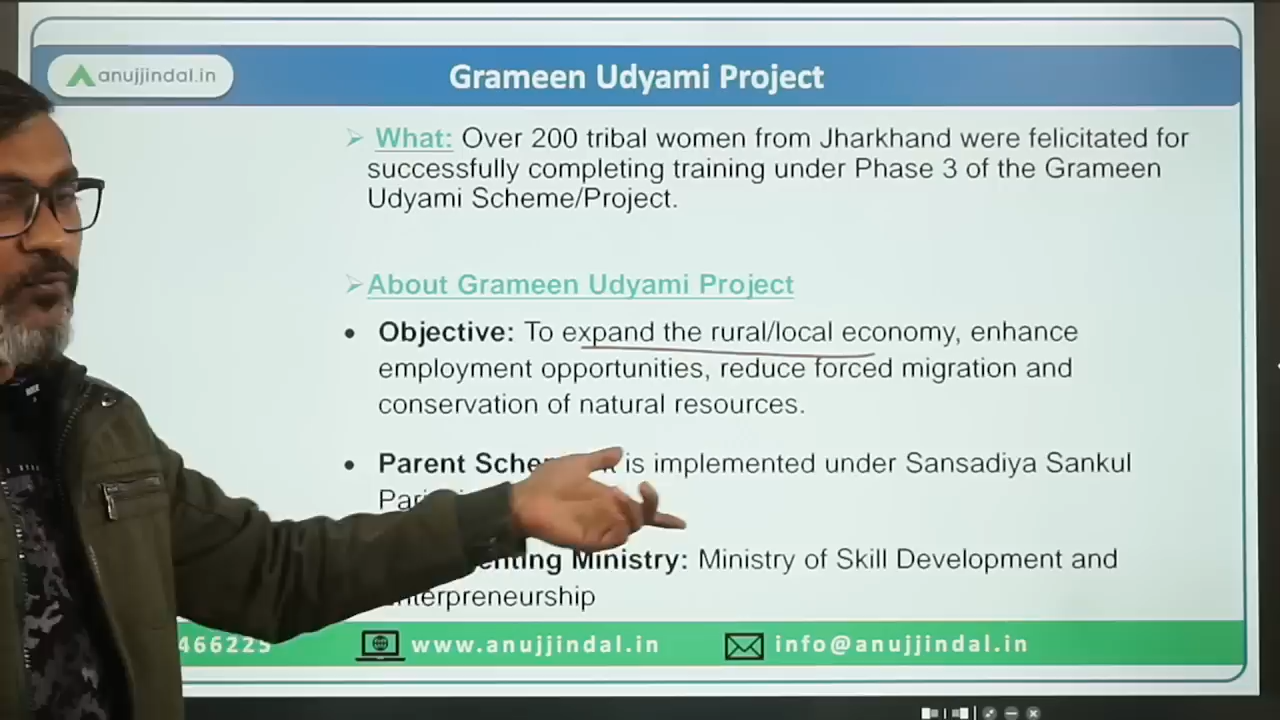 anujjindal.in
Grameen Udyami Project
What: Over 200 tribal women from Jharkhand were felicitated for
successfully completing training under Phase 3 of the Grameen
Udyami Scheme/Project.
About Grameen Udyami Project
Objective: To expand the rural/local economy, enhance
employment opportunities, reduce forced migration and
conservation of natural resources.
Parent is implemented under Sansadiya Sankul
Ministry: Ministry of Skill Development and
466225 www.anujjindal.in info@anujjindal.in